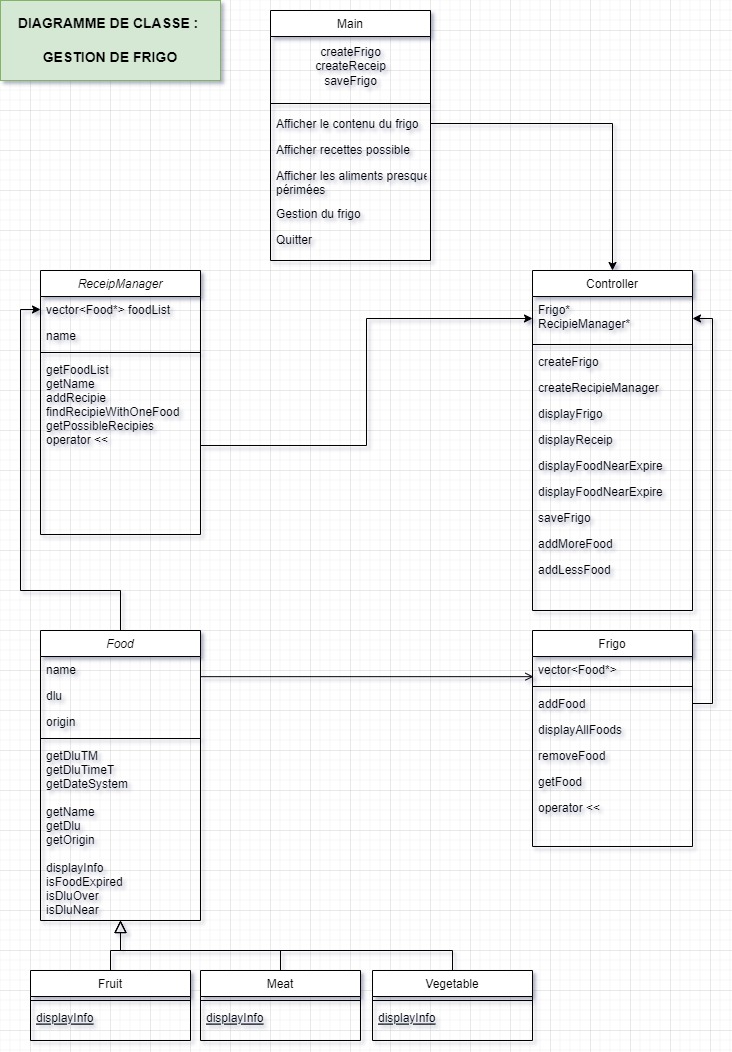 DIAGRAMME DE CLASSE :
GESTION DE FRIGO
Main
createFrigo
createReceip
saveFrigo
Afficher le contenu du frigo
Afficher recettes possible
Afficher les aliments presque
périmées
Gestion du frigo
Quitter
ReceipManager
vector<Food*> foodList
name
getFoodList
getName
addRecipie
findRecipieWithOneFood
getPossibleRecipies
operator <<
Controller
Frigo*
RecipieManager*
createFrigo
createRecipieManager
displayFrigo
displayReceip
displayFoodNearExpire
displayFoodNearExpire
saveFrigo
addMoreFood
addLessFood
Food
name
dlu
origin
getDluTM
getDluTimeT
getDateSystem
getName
getDlu
getOrigin
displayInfo
isFoodExpired
isDluOver
isDluNear
Frigo
vector<Food*>
addFood
displayAllFoods
removeFood
getFood
operator <<
Fruit
displayInfo
Meat
displayInfo
Vegetable
displayInfo